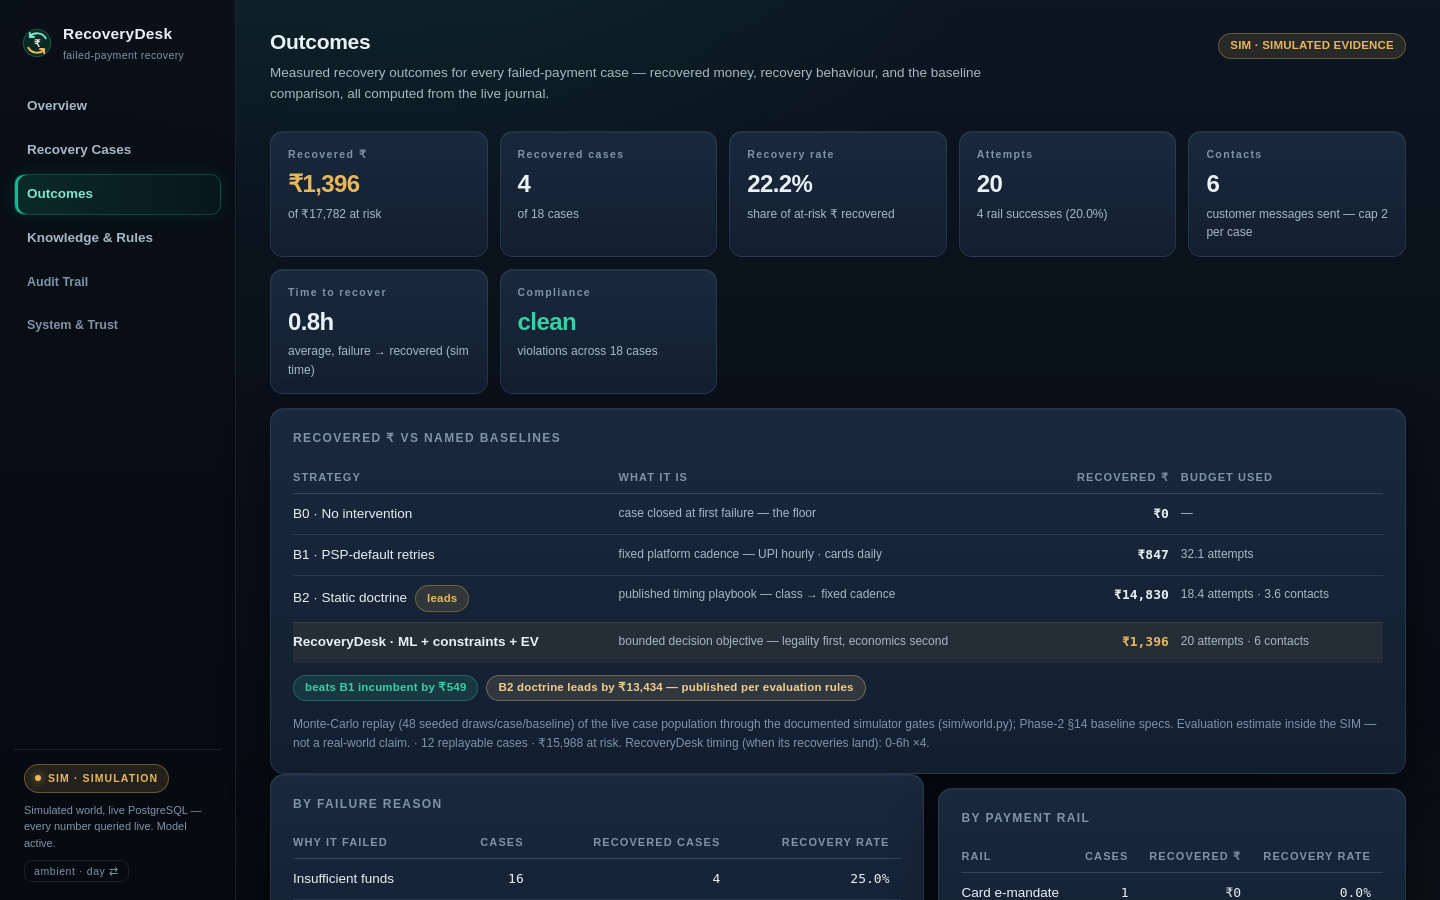 RecoveryDesk
failed-payment recovery
Overview
Recovery Cases
Outcomes
Knowledge & Rules
Audit Trail
System & Trust
SIM · SIMULATION
Simulated world, live PostgreSQL —
every number queried live. Model
active.
ambient · day ⇄
Outcomes
SIM · SIMULATED EVIDENCE
Measured recovery outcomes for every failed-payment case — recovered money, recovery behaviour, and the baseline
comparison, all computed from the live journal.
Recovered ₹
₹1,396
of ₹17,782 at risk
Recovered cases
4
of 18 cases
Recovery rate
22.2%
share of at-risk ₹ recovered
Attempts
20
4 rail successes (20.0%)
Contacts
6
customer messages sent — cap 2
per case
Time to recover
0.8h
average, failure → recovered (sim
time)
Compliance
clean
violations across 18 cases
RECOVERED ₹ VS NAMED BASELINES
STRATEGY WHAT IT IS RECOVERED ₹ BUDGET USED
B0 · No intervention case closed at first failure — the floor ₹0 —
B1 · PSP-default retries fixed platform cadence — UPI hourly · cards daily ₹847 32.1 attempts
B2 · Static doctrine leads published timing playbook — class → fixed cadence ₹14,830 18.4 attempts · 3.6 contacts
RecoveryDesk · ML + constraints + EV bounded decision objective — legality first, economics second ₹1,396 20 attempts · 6 contacts
beats B1 incumbent by ₹549 B2 doctrine leads by ₹13,434 — published per evaluation rules
Monte-Carlo replay (48 seeded draws/case/baseline) of the live case population through the documented simulator gates (sim/world.py); Phase-2 §14 baseline specs. Evaluation estimate inside the SIM —
not a real-world claim. · 12 replayable cases · ₹15,988 at risk. RecoveryDesk timing (when its recoveries land): 0-6h ×4.
BY FAILURE REASON
WHY IT FAILED CASES RECOVERED CASES RECOVERY RATE
Insufficient funds 16 4 25.0%
BY PAYMENT RAIL
RAIL CASES RECOVERED ₹ RECOVERY RATE
Card e-mandate 1 ₹0 0.0%